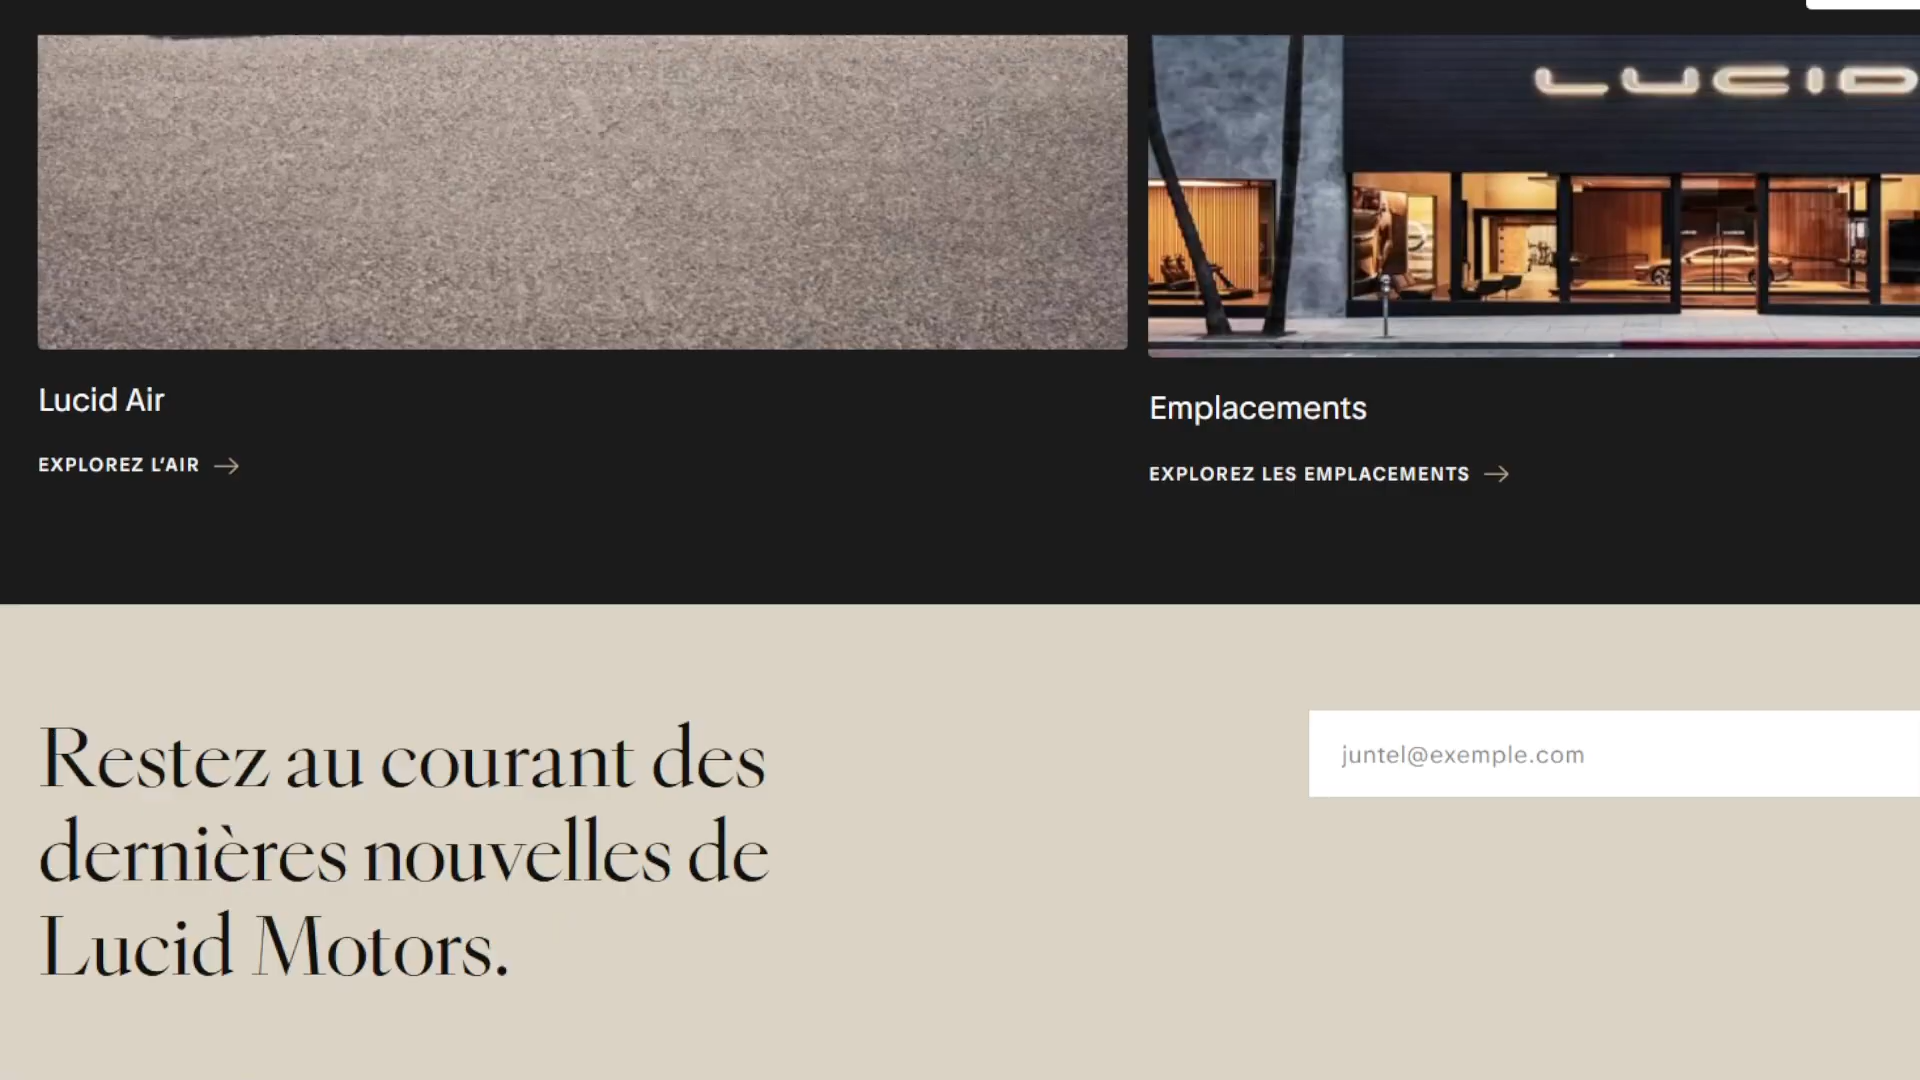 LUCID
Lucid Air
EXPLOREZ L'AIR
Emplacements
EXPLOREZ LES EMPLACEMENTS
Restez au courant des
dernières nouvelles de
Lucid Motors.
juntel@exemple.com